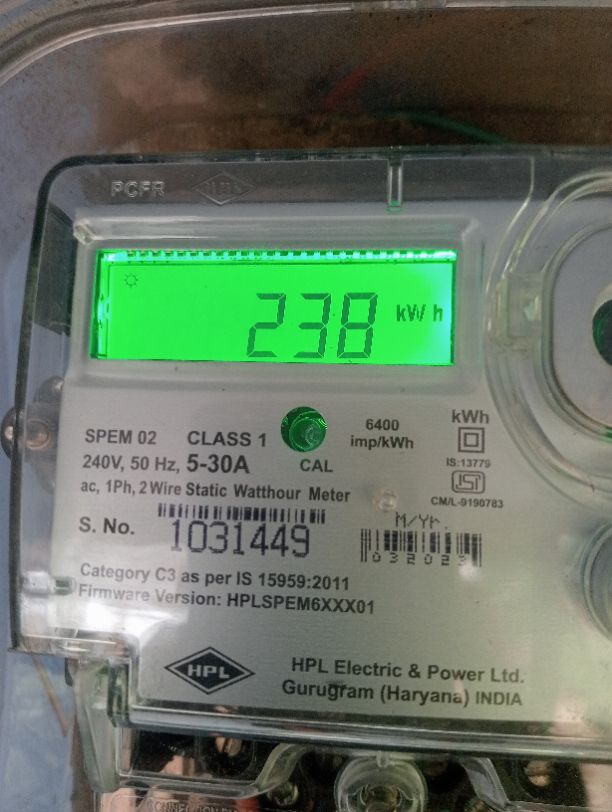 PCFR
238 kWh
SPEM 02 CLASS 1
240V, 50 Hz, 5-30A
CAL
6400
imp/kWh
kWh
IS:13779
ISI
CM/L-9190783
ac, 1Ph, 2 Wire Static Watthour Meter
S. No. 1031449
M/Yr.
032023
Category C3 as per IS 15959:2011
Firmware Version: HPLSPEM6XXX01
HPL
HPL Electric & Power Ltd.
Gurugram (Haryana) INDIA